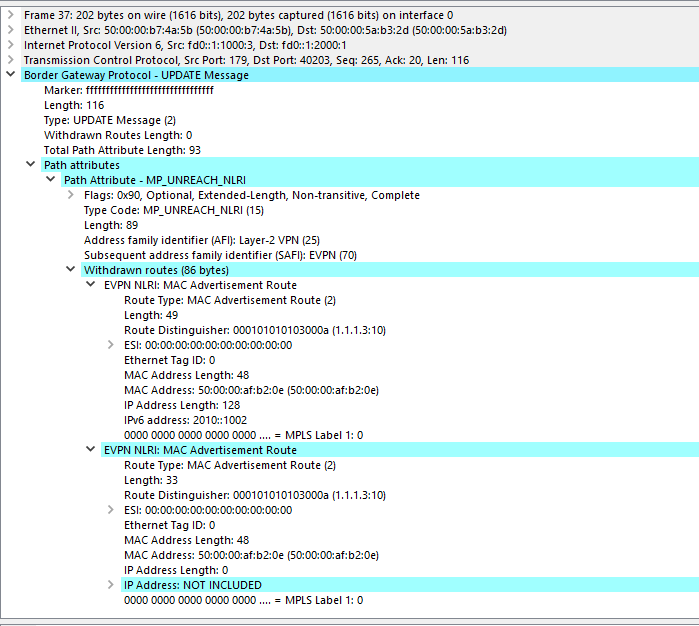 Frame 37: 202 bytes on wire (1616 bits), 202 bytes captured (1616 bits) on interface 0
Ethernet II, Src: 50:00:00:b7:4a:5b (50:00:00:b7:4a:5b), Dst: 50:00:00:5a:b3:2d (50:00:00:5a:b3:2d)
Internet Protocol Version 6, Src: fd0::1:1000:3, Dst: fd0::1:2000:1
Transmission Control Protocol, Src Port: 179, Dst Port: 40203, Seq: 265, Ack: 20, Len: 116
Border Gateway Protocol - UPDATE Message
Marker: ffffffffffffffffffffffffffffffff
Length: 116
Type: UPDATE Message (2)
Withdrawn Routes Length: 0
Total Path Attribute Length: 93
Path attributes
Path Attribute - MP_UNREACH_NLRI
Flags: 0x90, Optional, Extended-Length, Non-transitive, Complete
Type Code: MP_UNREACH_NLRI (15)
Length: 89
Address family identifier (AFI): Layer-2 VPN (25)
Subsequent address family identifier (SAFI): EVPN (70)
Withdrawn routes (86 bytes)
EVPN NLRI: MAC Advertisement Route
Route Type: MAC Advertisement Route (2)
Length: 49
Route Distinguisher: 000101010103000a (1.1.1.3:10)
ESI: 00:00:00:00:00:00:00:00:00:00
Ethernet Tag ID: 0
MAC Address Length: 48
MAC Address: 50:00:00:af:b2:0e (50:00:00:af:b2:0e)
IP Address Length: 128
IPv6 address: 2010::1002
0000 0000 0000 0000 0000 .... = MPLS Label 1: 0
EVPN NLRI: MAC Advertisement Route
Route Type: MAC Advertisement Route (2)
Length: 33
Route Distinguisher: 000101010103000a (1.1.1.3:10)
ESI: 00:00:00:00:00:00:00:00:00:00
Ethernet Tag ID: 0
MAC Address Length: 48
MAC Address: 50:00:00:af:b2:0e (50:00:00:af:b2:0e)
IP Address Length: 0
IP Address: NOT INCLUDED
0000 0000 0000 0000 0000 .... = MPLS Label 1: 0